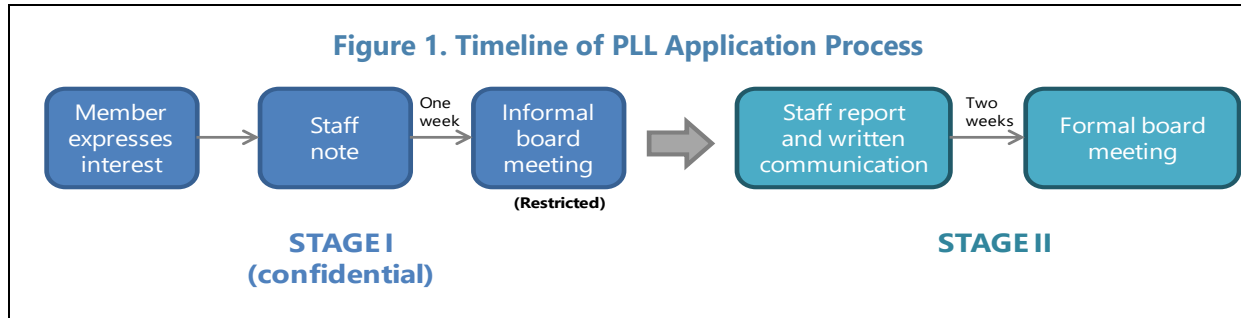 Figure 1. Timeline of PLL Application Process
Member
expresses
interest
Staff
note
One
week
Informal
board
meeting
(Restricted)
Staff report
and written
communication
Two
weeks
Formal board
meeting
STAGE I
(confidential)
STAGE II